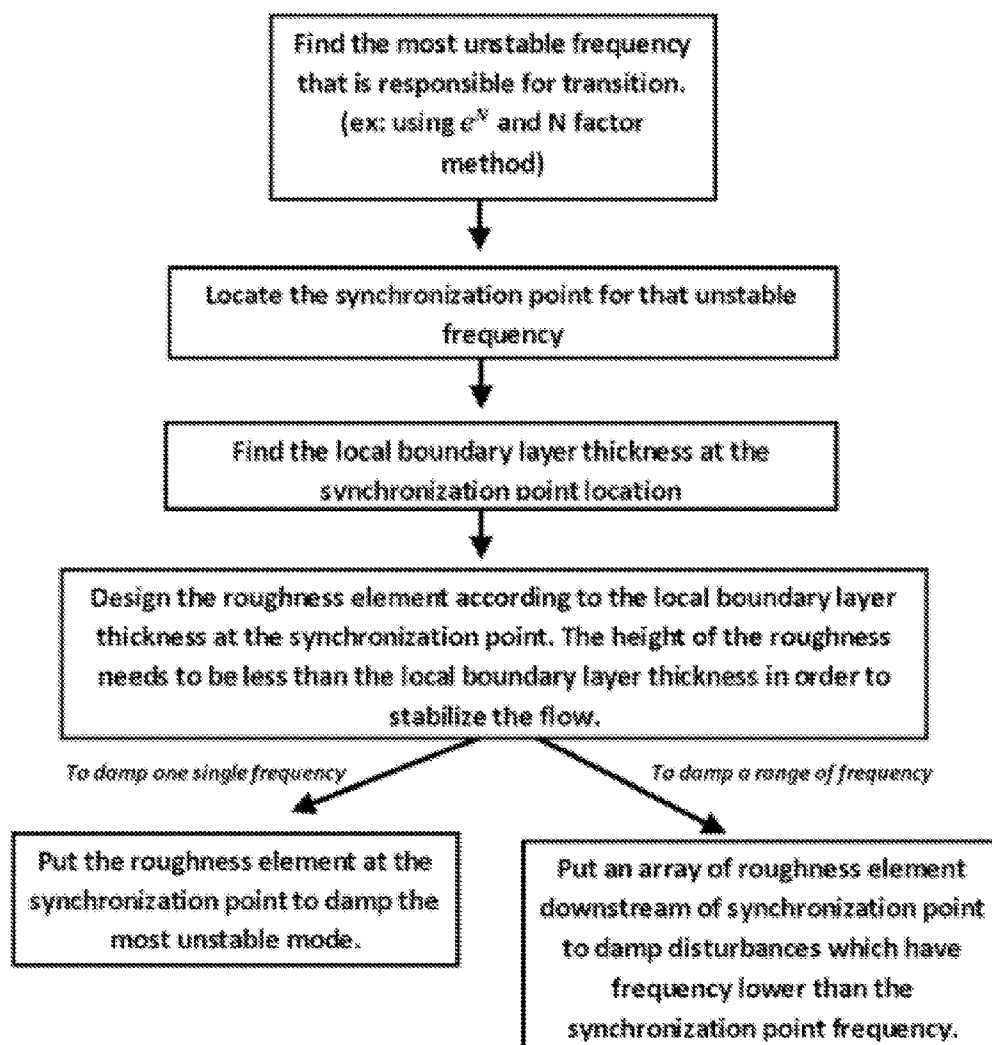 Find the most unstable frequency
that is responsible for transition.
(ex: using e^N and N factor
method)
Locate the synchronization point for that unstable
frequency
Find the local boundary layer thickness at the
synchronization point location
Design the roughness element according to the local boundary layer
thickness at the synchronization point. The height of the roughness
needs to be less than the local boundary layer thickness in order to
stabilize the flow.
To damp one single frequency
To damp a range of frequency
Put the roughness element at the
synchronization point to damp the
most unstable mode.
Put an array of roughness element
downstream of synchronization point
to damp disturbances which have
frequency lower than the
synchronization point frequency.